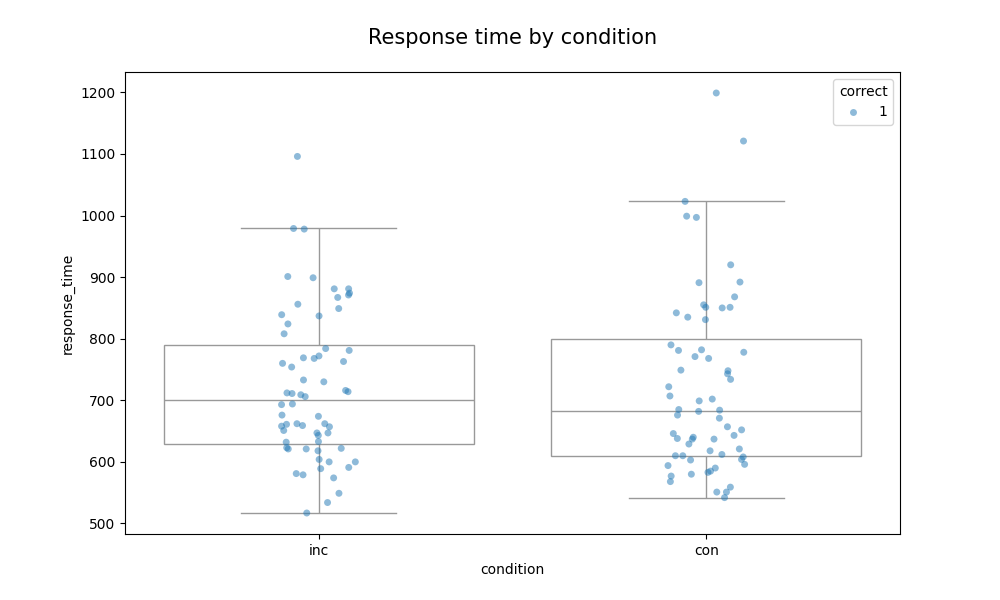 Response time by condition
correct
1
1200
1100
1000
900
800
700
600
500
response_time
inc
con
condition